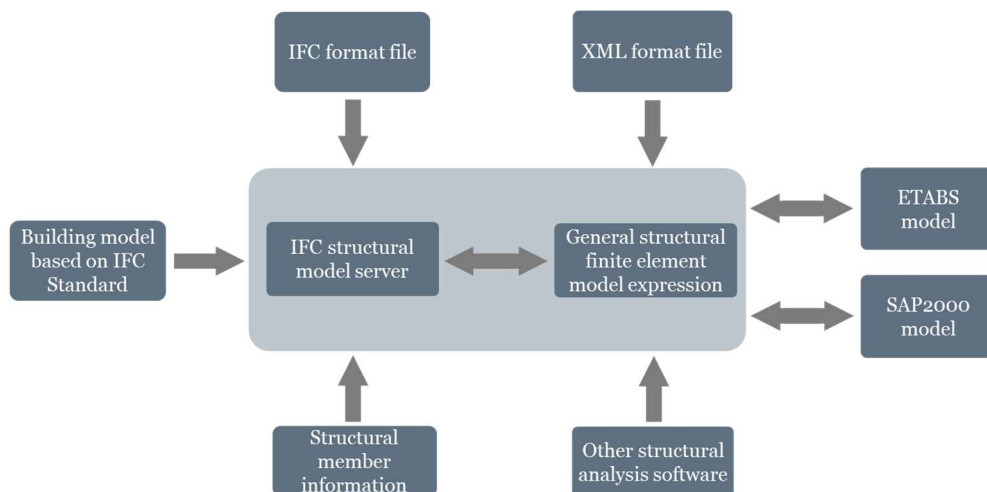 IFC format file
XML format file
Building model
based on IFC
Standard
IFC structural
model server
General structural
finite element
model expression
ETABS
model
SAP2000
model
Structural
member
information
Other structural
analysis software